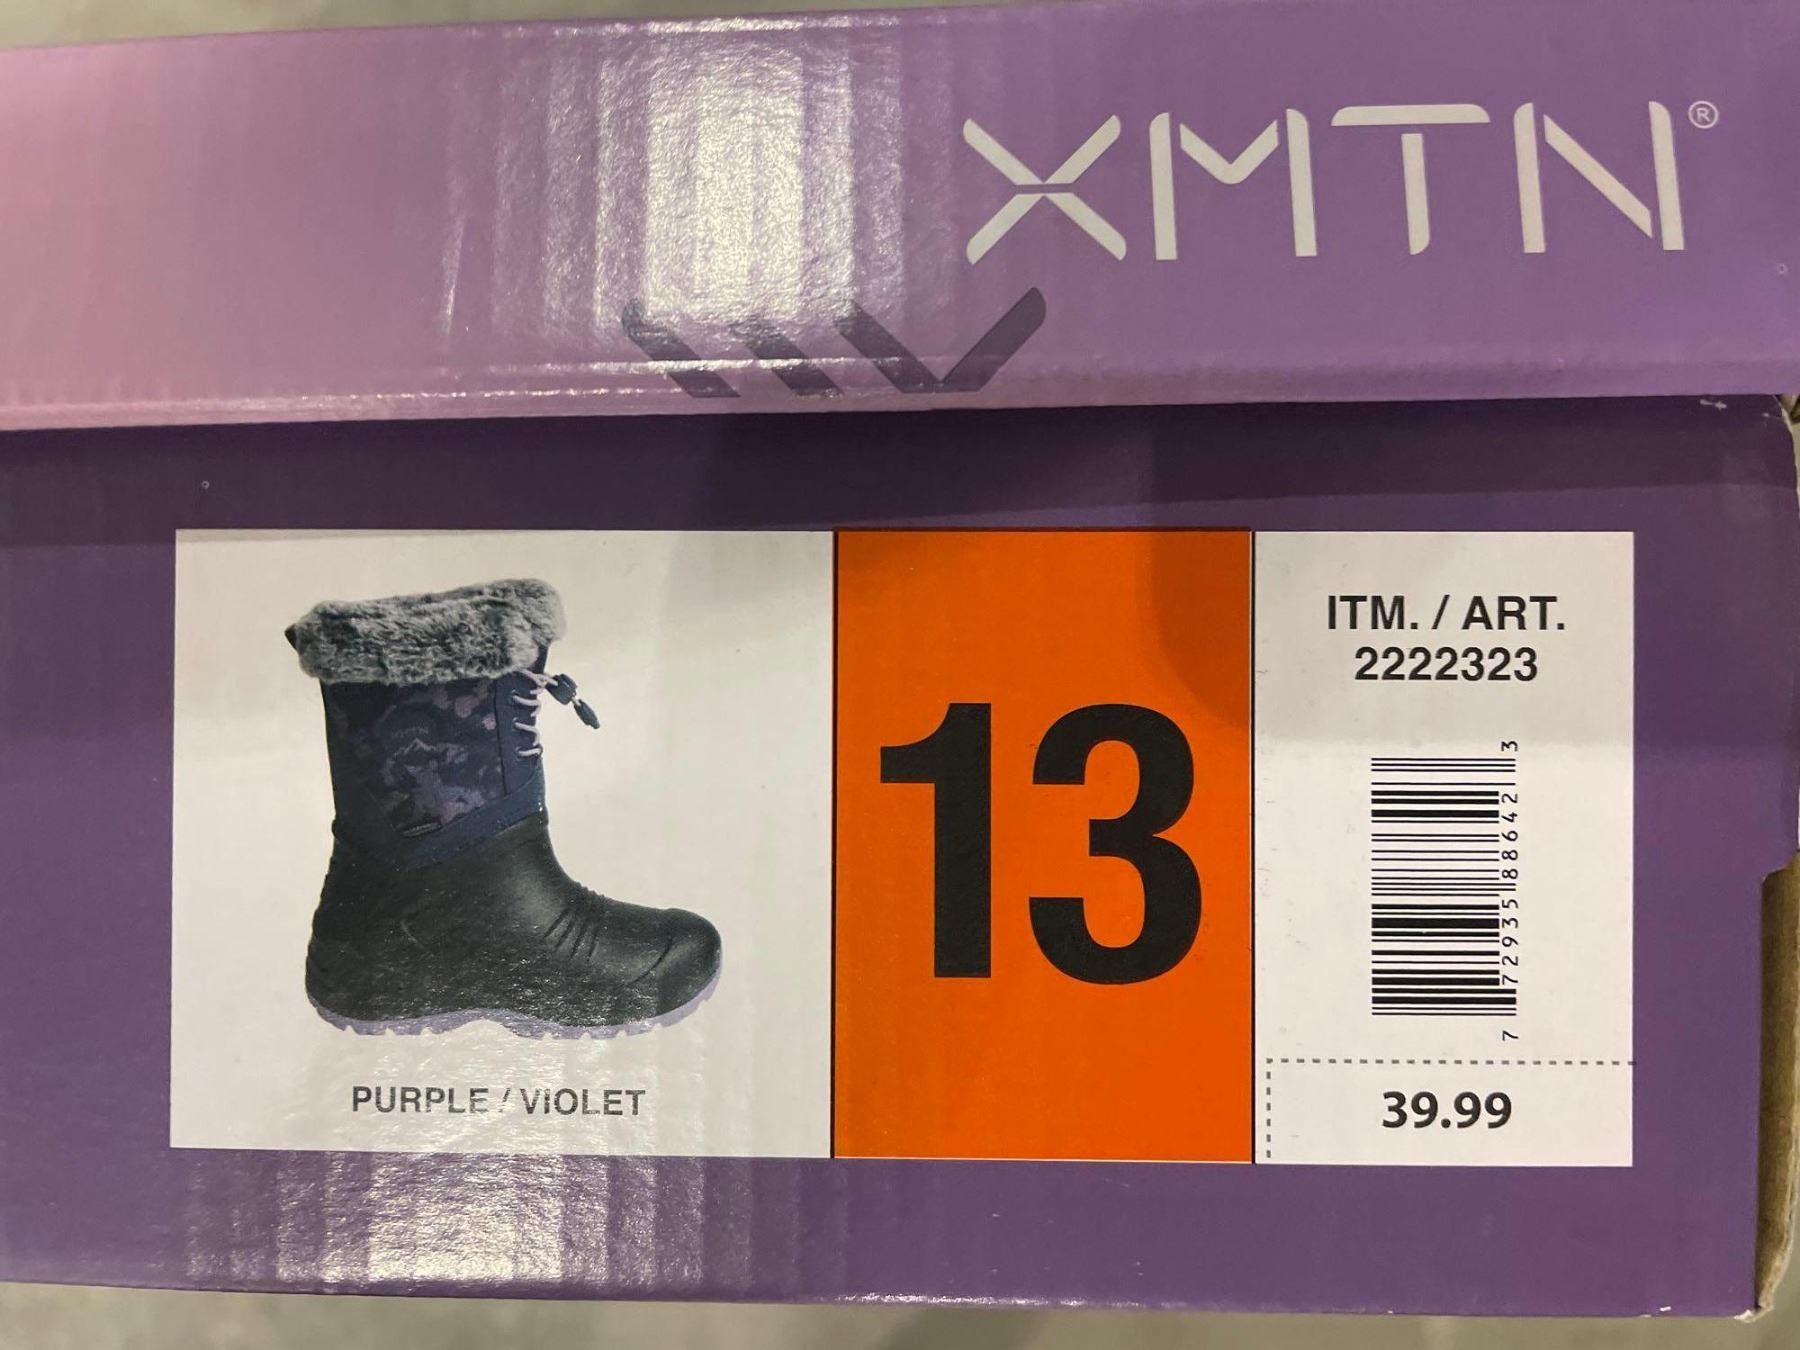 XMTN®
PURPLE / VIOLET
13
ITM. / ART.
2222323
7 72935 88642 3
39.99